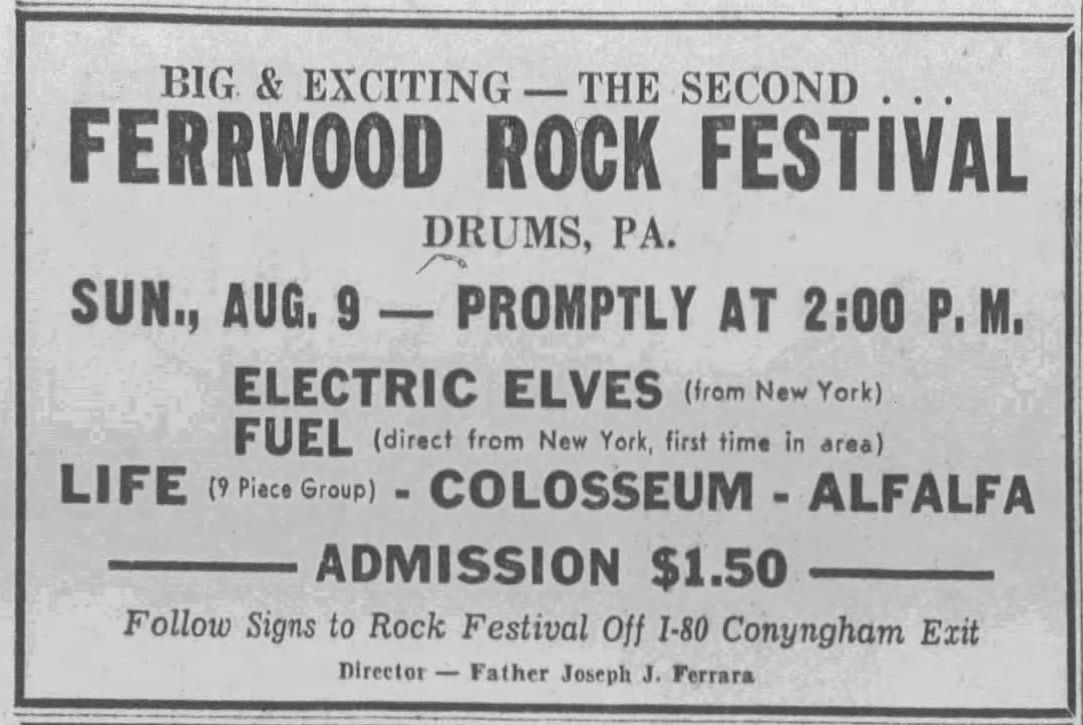 BIG & EXCITING — THE SECOND . . .
FERRWOOD ROCK FESTIVAL
DRUMS, PA.
SUN., AUG. 9 — PROMPTLY AT 2:00 P. M.
ELECTRIC ELVES (from New York)
FUEL (direct from New York, first time in area)
LIFE (9 Piece Group) - COLOSSEUM - ALFALFA
ADMISSION $1.50
Follow Signs to Rock Festival Off I-80 Conyngham Exit
Director — Father Joseph J. Ferrara